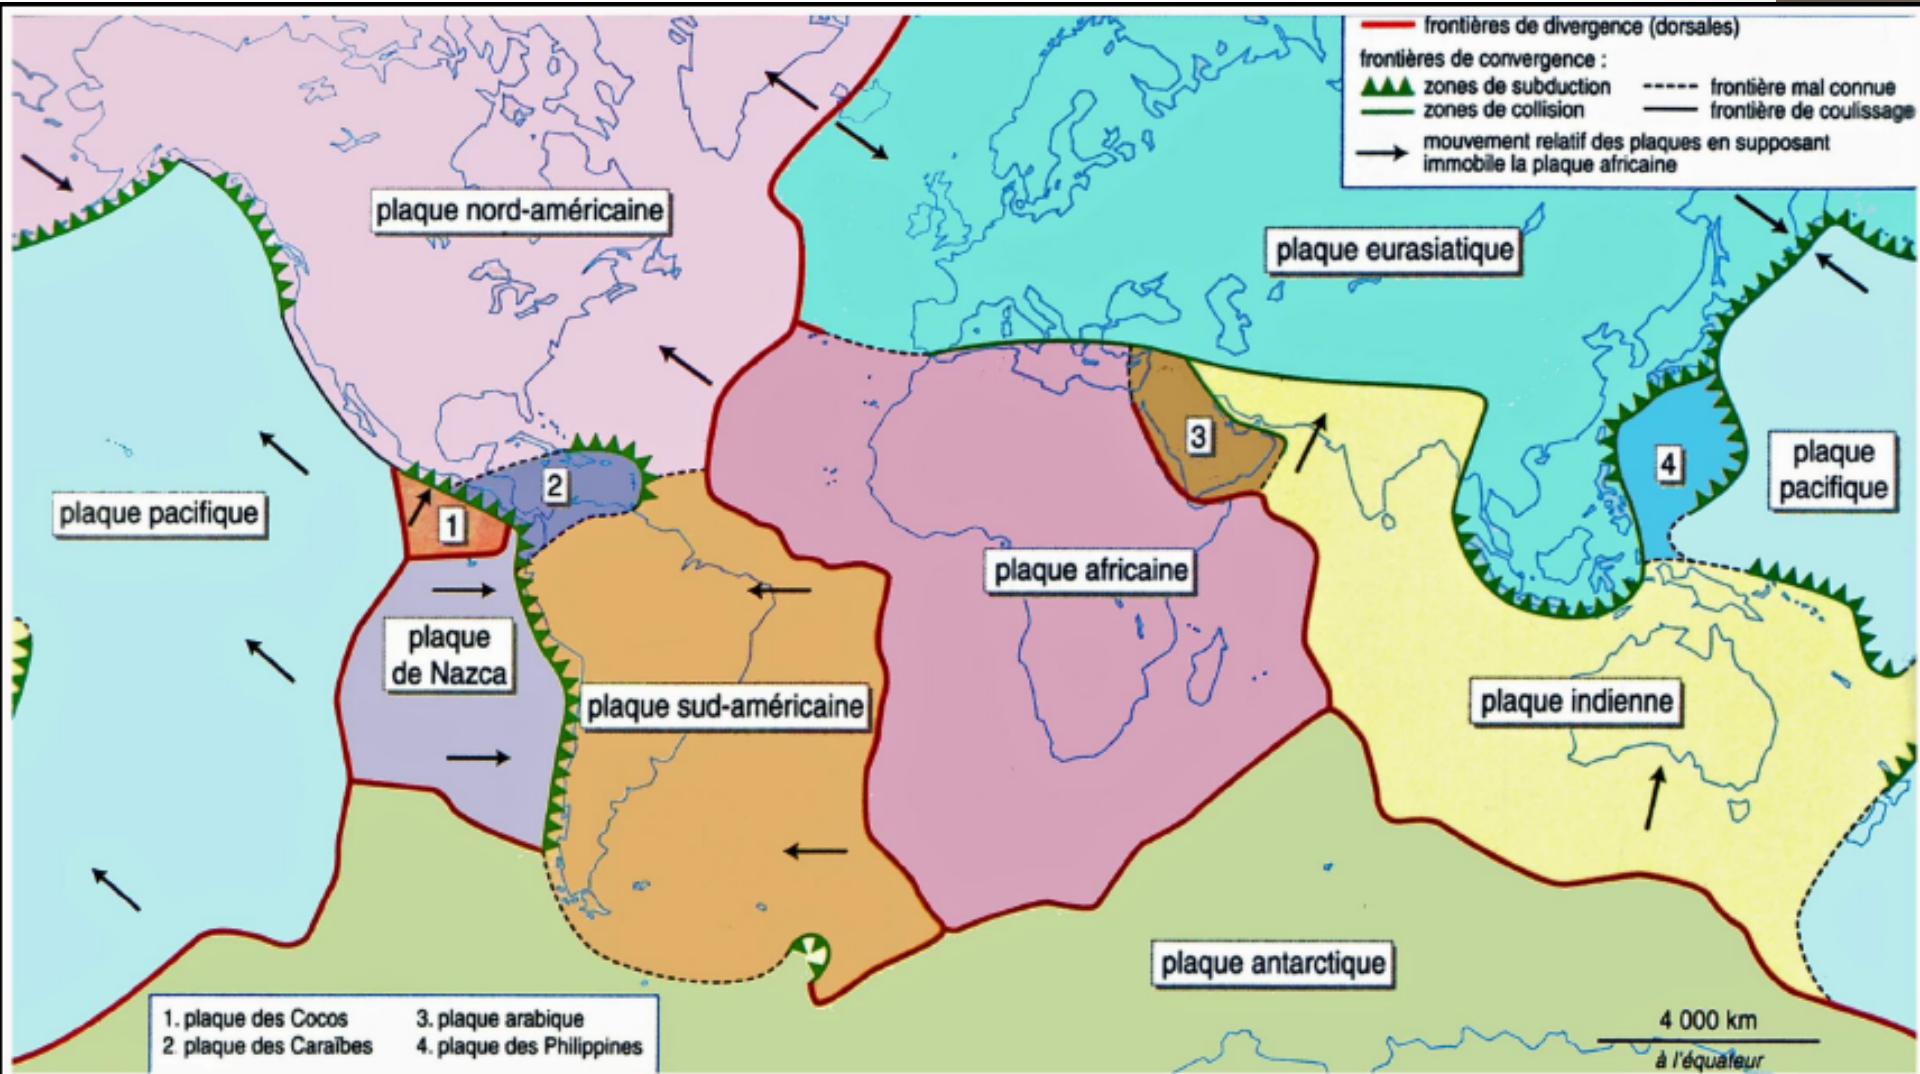 frontières de divergence (dorsales)
frontières de convergence :
zones de subduction
frontière mal connue
zones de collision
frontière de coulissage
mouvement relatif des plaques en supposant
immobile la plaque africaine
plaque nord-américaine
plaque eurasiatique
3
2
4
plaque
pacifique
plaque pacifique
1
plaque africaine
plaque
de Nazca
plaque sud-américaine
plaque indienne
plaque antarctique
1. plaque des Cocos
3. plaque arabique
2 plaque des Caraïbes
4. plaque des Philippines
4 000 km
à l'équateur